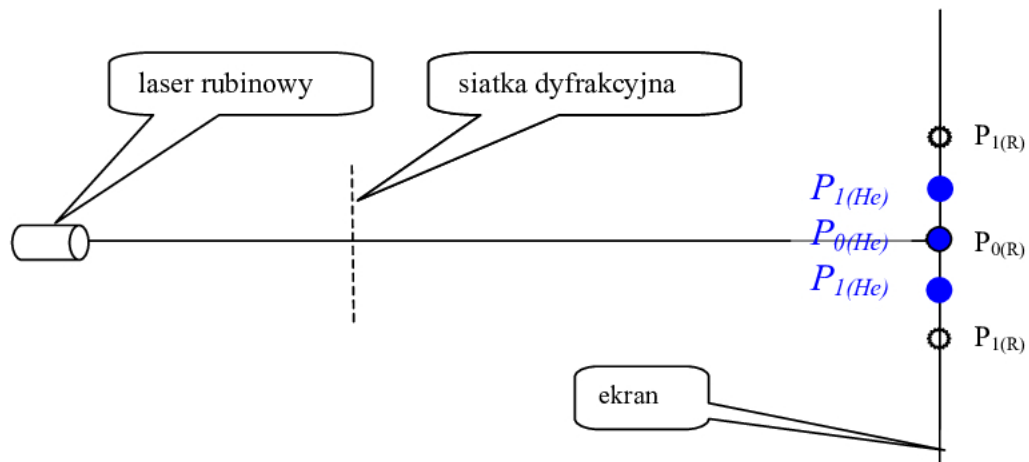 laser rubinowy
siatka dyfrakcyjna
P1(R)
P1(He)
P0(He)
P0(R)
P1(He)
P1(R)
ekran